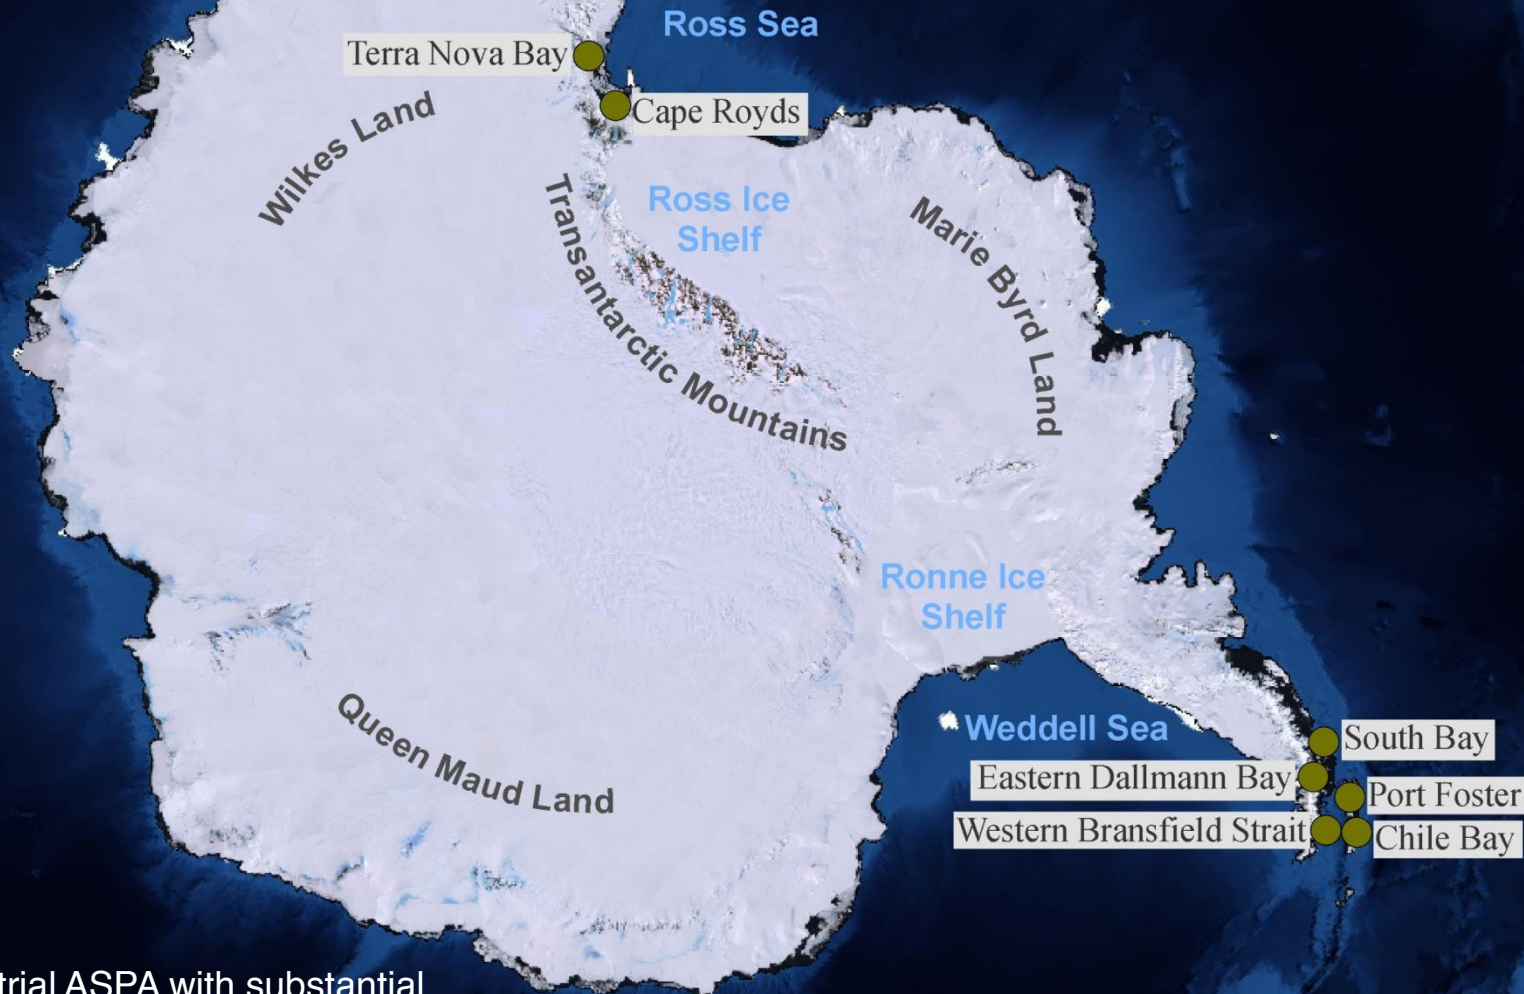 Ross Sea
Terra Nova Bay
Cape Royds
Wilkes Land
Ross Ice
Shelf
Transantarctic Mountains
Marie Byrd Land
Ronne Ice
Shelf
Queen Maud Land
Weddell Sea
South Bay
Eastern Dallmann Bay
Port Foster
Western Bransfield Strait
Chile Bay
ASPA with substantial